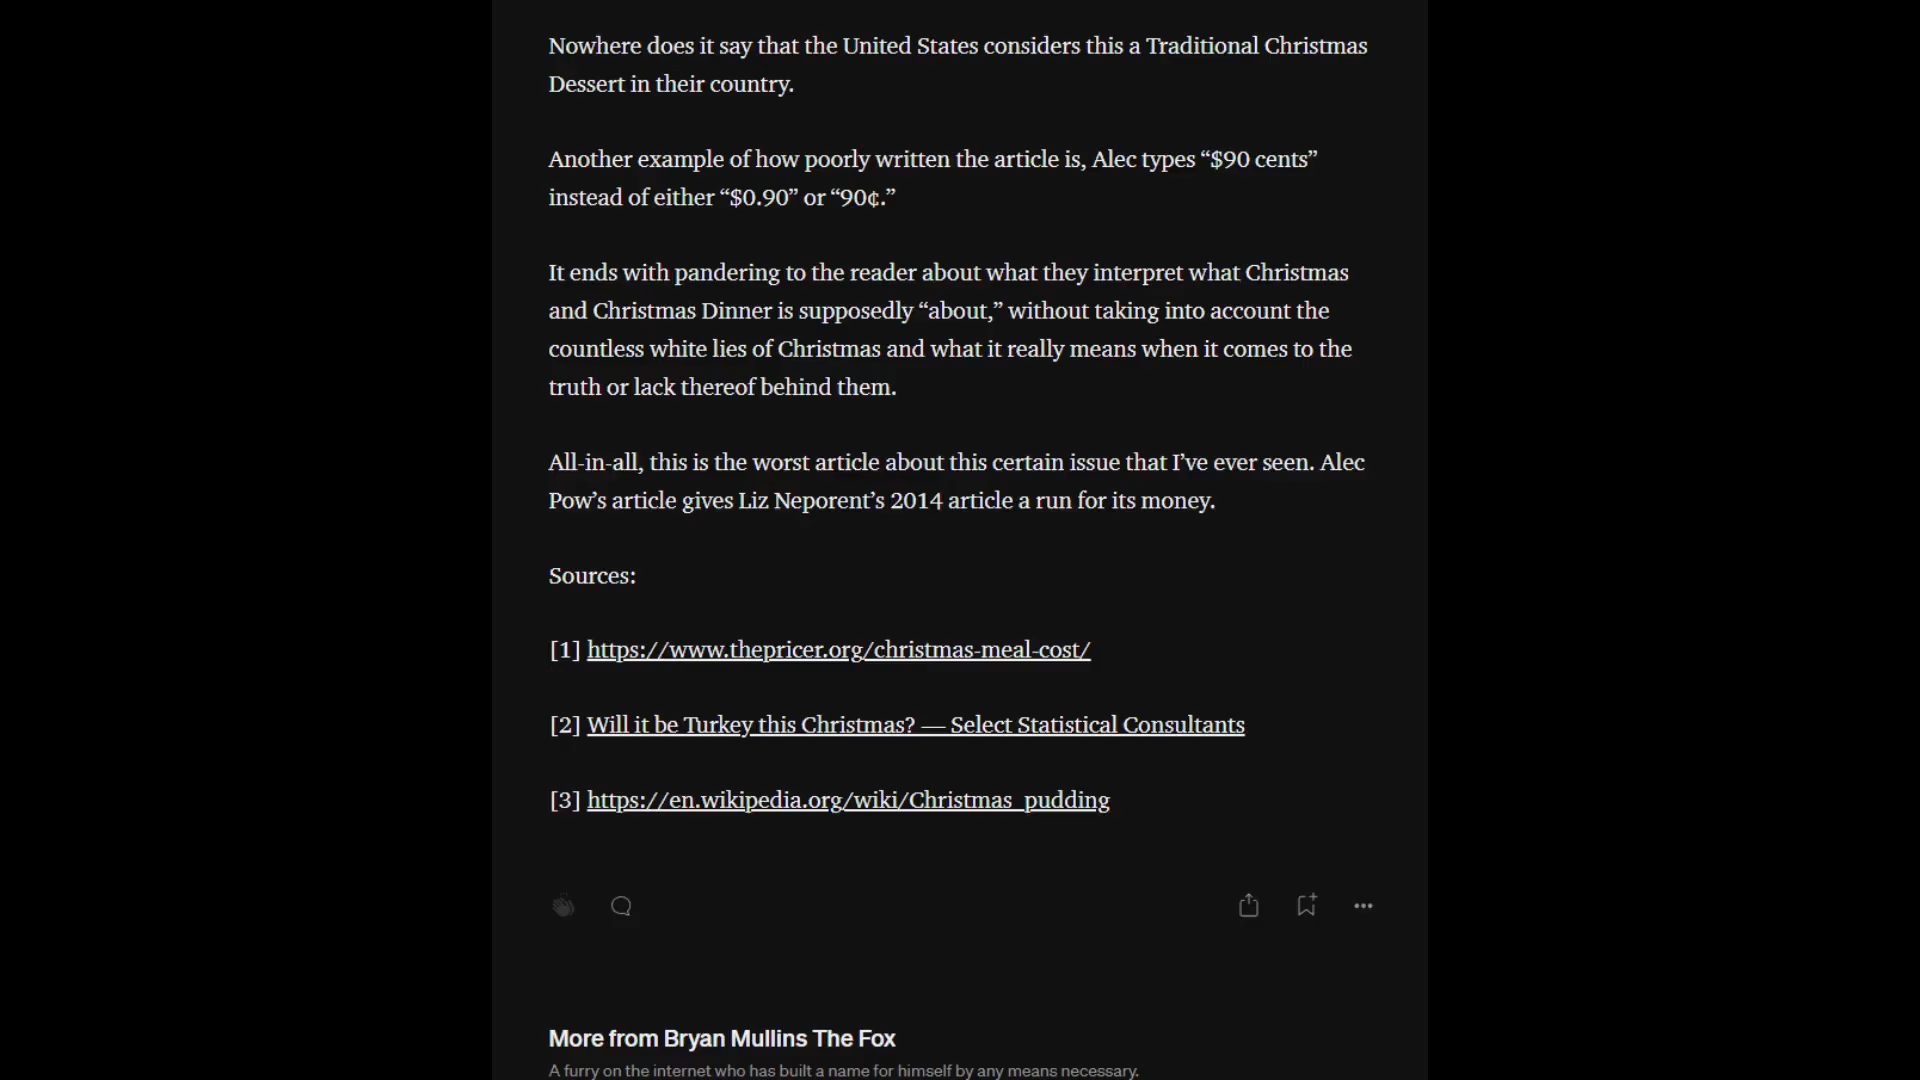 Nowhere does it say that the United States considers this a Traditional Christmas
Dessert in their country.
Another example of how poorly written the article is, Alec types “$90 cents”
instead of either “$0.90” or “90¢.”
It ends with pandering to the reader about what they interpret what Christmas
and Christmas Dinner is supposedly “about,” without taking into account the
countless white lies of Christmas and what it really means when it comes to the
truth or lack thereof behind them.
All-in-all, this is the worst article about this certain issue that I’ve ever seen. Alec
Pow’s article gives Liz Neporent’s 2014 article a run for its money.
Sources:
[1] https://www.thepricer.org/christmas-meal-cost/
[2] Will it be Turkey this Christmas? — Select Statistical Consultants
[3] https://en.wikipedia.org/wiki/Christmas_pudding
More from Bryan Mullins The Fox
A furry on the internet who has built a name for himself by any means necessary.